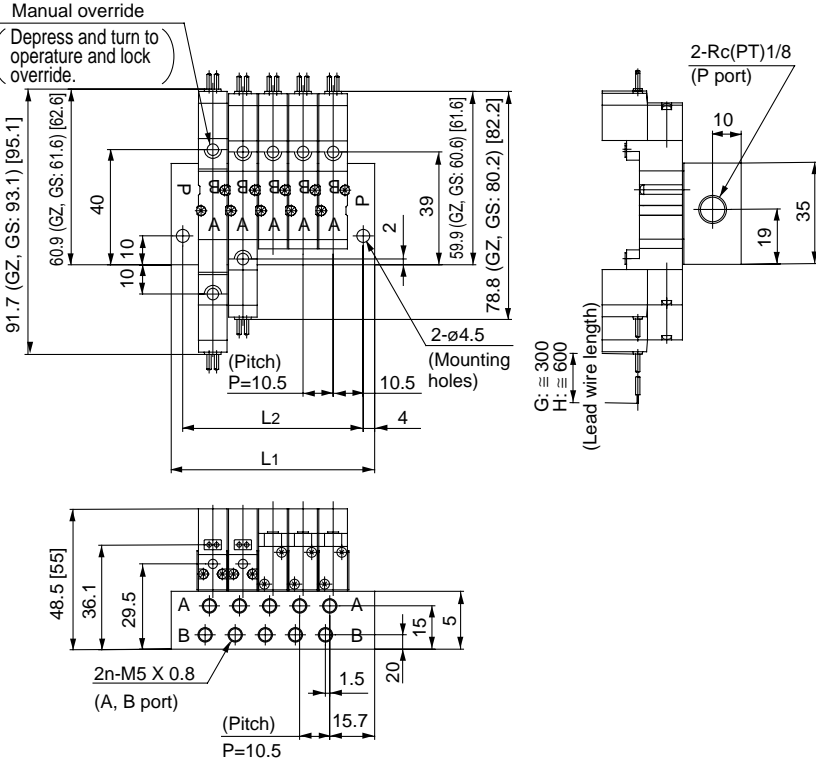 Manual override
Depress and turn to
operature and lock
override.
91.7 (GZ, GS: 93.1) [95.1]
60.9 (GZ, GS: 61.6) [62.6]
40
10
10
P
B
B
B
B
B
A
A
A
A
A
P
39
2
59.9 (GZ, GS: 60.6) [61.6]
78.8 (GZ, GS: 80.2) [82.2]
2-ø4.5
(Mounting
holes)
(Pitch)
P=10.5
10.5
L2
4
L1
2-Rc(PT)1/8
(P port)
10
35
19
G: ≅ 300
H: ≅ 600
(Lead wire length)
48.5 [55]
36.1
29.5
A
A
B
B
15
5
20
2n-M5 X 0.8
(A, B port)
1.5
(Pitch)
15.7
P=10.5